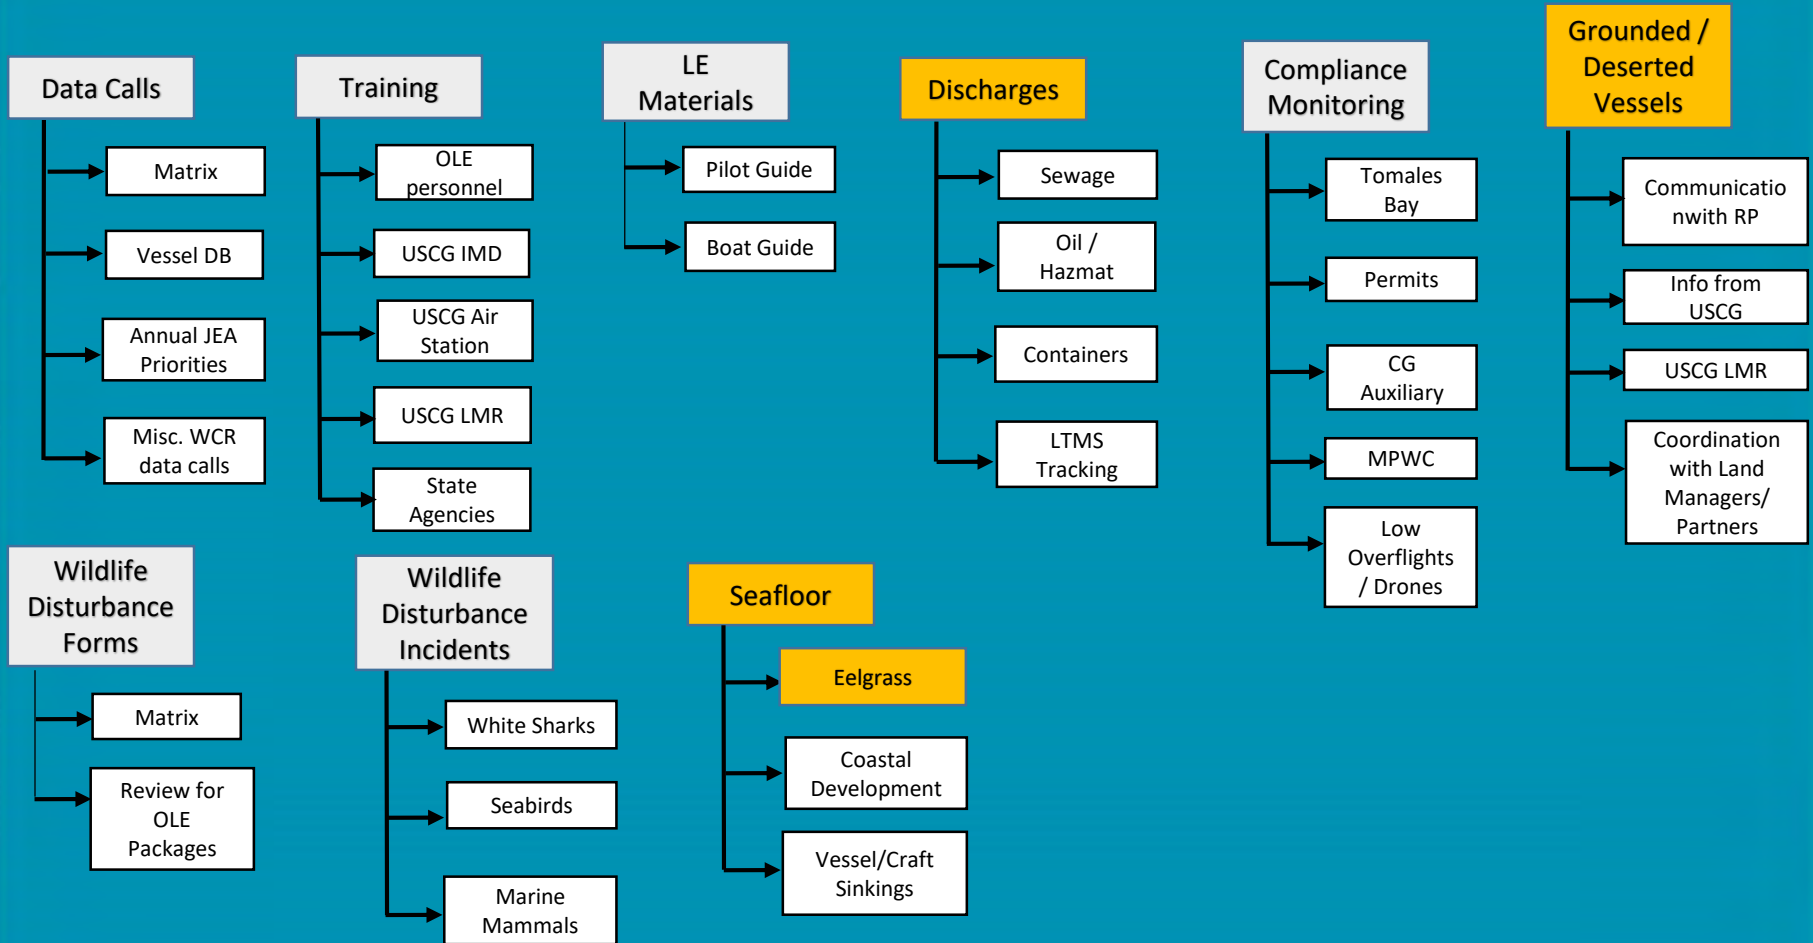 Data Calls
Matrix
Vessel DB
Annual JEA
Priorities
Misc. WCR
data calls
Training
OLE
personnel
USCG IMD
USCG Air
Station
USCG LMR
State
Agencies
LE
Materials
Pilot Guide
Boat Guide
Discharges
Sewage
Oil /
Hazmat
Containers
LTMS
Tracking
Compliance
Monitoring
Tomales
Bay
Permits
CG
Auxiliary
MPWC
Low
Overflights
/ Drones
Grounded /
Deserted
Vessels
Communicatio
nwith RP
Info from
USCG
USCG LMR
Coordination
with Land
Managers/
Partners
Wildlife
Disturbance
Forms
Matrix
Review for
OLE
Packages
Wildlife
Disturbance
Incidents
White Sharks
Seabirds
Marine
Mammals
Seafloor
Eelgrass
Coastal
Development
Vessel/Craft
Sinkings